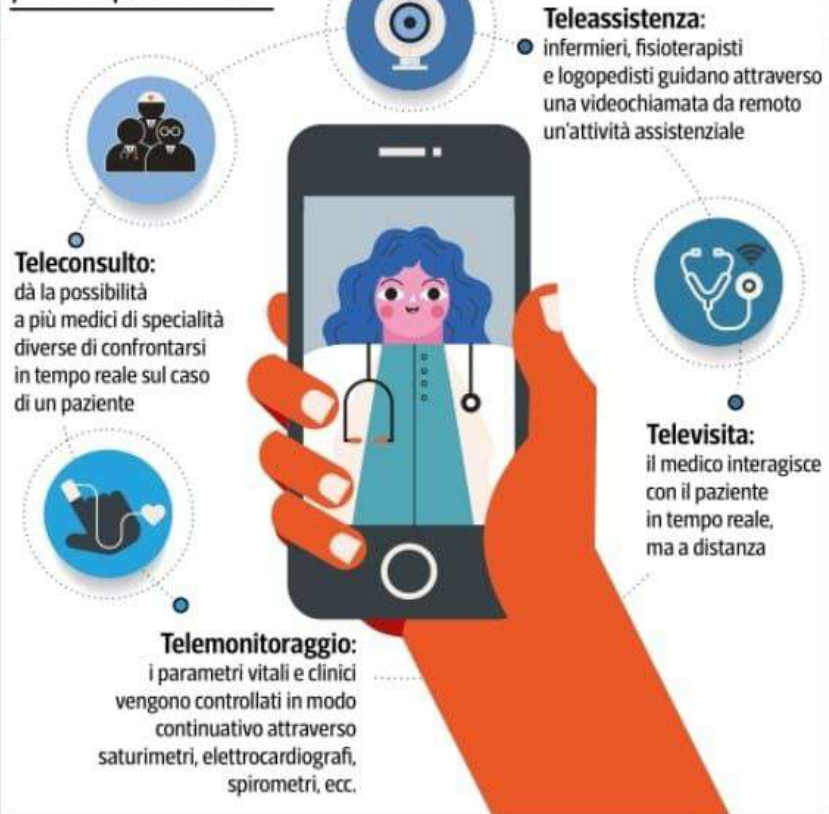 Teleassistenza:
infermieri, fisioterapisti
e logopedisti guidano attraverso
una videochiamata da remoto
un'attività assistenziale
Teleconsulto:
dà la possibilità
a più medici di specialità
diverse di confrontarsi
in tempo reale sul caso
di un paziente
Televisita:
il medico interagisce
con il paziente
in tempo reale,
ma a distanza
Telemonitoraggio:
i parametri vitali e clinici
vengono controllati in modo
continuativo attraverso
saturimetri, elettrocardiografi,
spirometri, ecc.